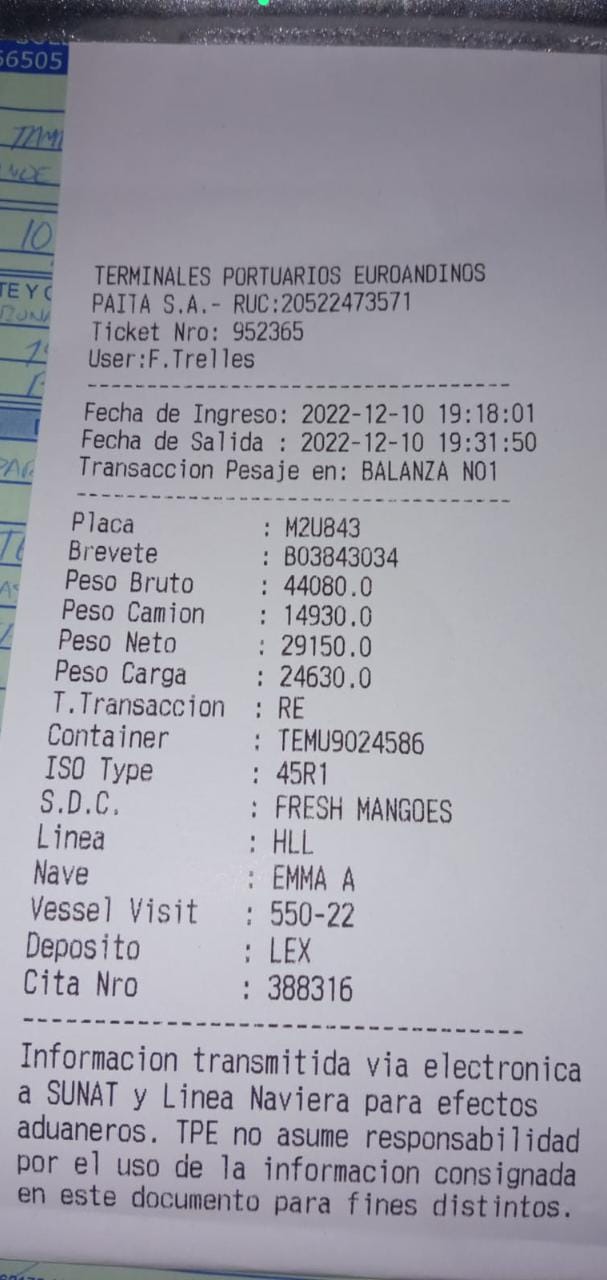 56505
TERMINALES PORTUARIOS EUROANDINOS
PAITA S.A.- RUC:20522473571
Ticket Nro: 952365
User:F.Trelles
----------------------------------
Fecha de Ingreso: 2022-12-10 19:18:01
Fecha de Salida : 2022-12-10 19:31:50
Transaccion Pesaje en: BALANZA NO1
----------------------------------
Placa : M2U843
Brevete : B03843034
Peso Bruto : 44080.0
Peso Camion : 14930.0
Peso Neto : 29150.0
Peso Carga : 24630.0
T.Transaccion : RE
Container : TEMU9024586
ISO Type : 45R1
S.D.C. : FRESH MANGOES
Linea : HLL
Nave : EMMA A
Vessel Visit : 550-22
Deposito : LEX
Cita Nro : 388316
----------------------------------
Informacion transmitida via electronica
a SUNAT y Linea Naviera para efectos
aduaneros. TPE no asume responsabilidad
por el uso de la informacion consignada
en este documento para fines distintos.